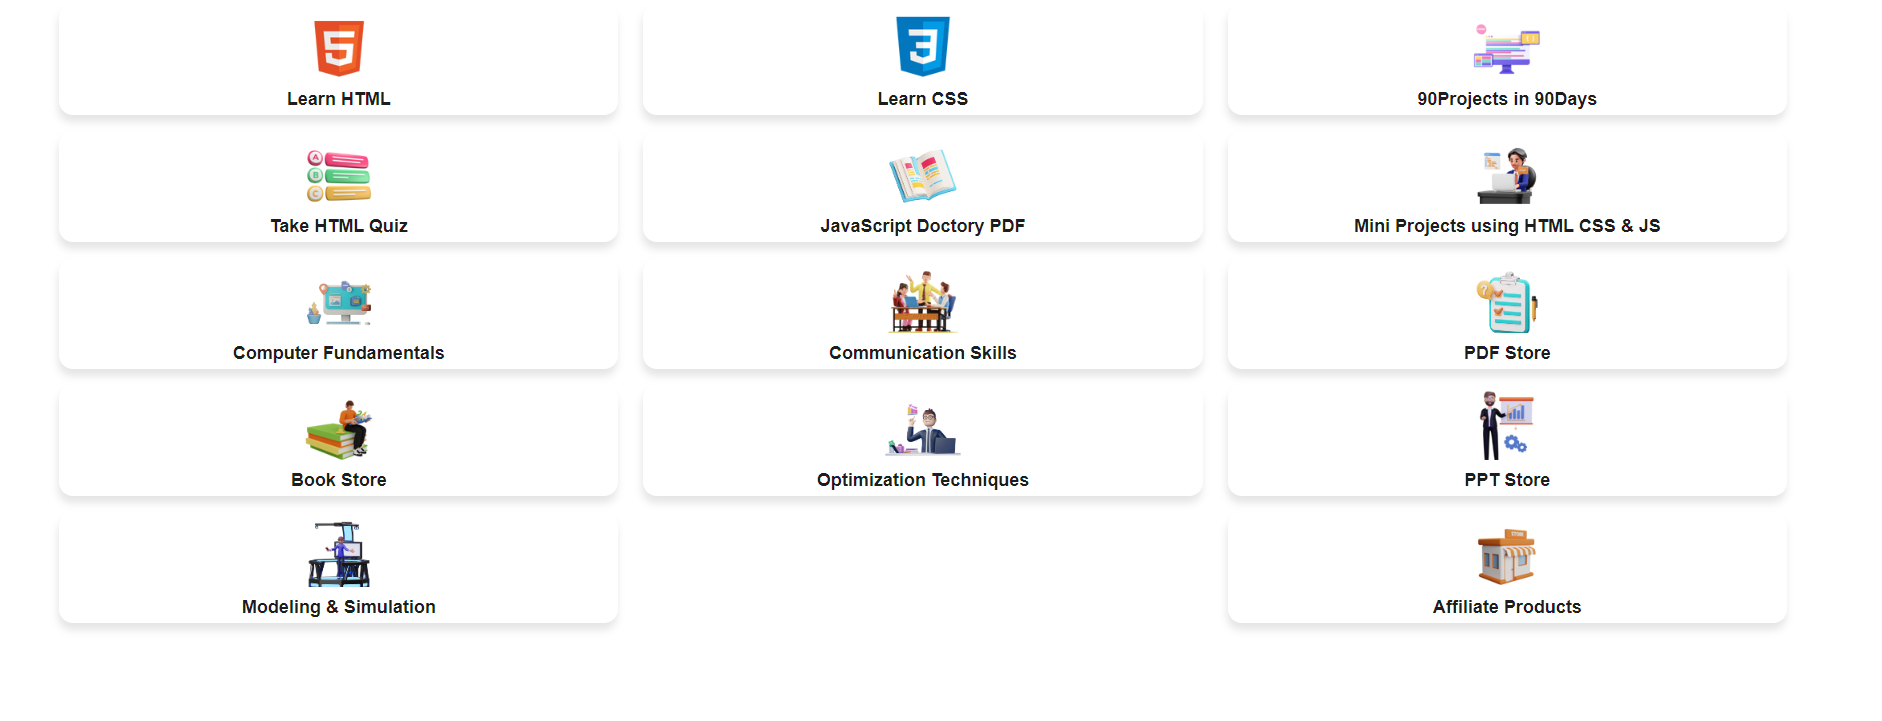 Learn HTML
Learn CSS
90Projects in 90Days
A
B
C
Take HTML Quiz
JavaScript Doctory PDF
Mini Projects using HTML CSS & JS
Computer Fundamentals
Communication Skills
PDF Store
Book Store
Optimization Techniques
PPT Store
Modeling & Simulation
Affiliate Products